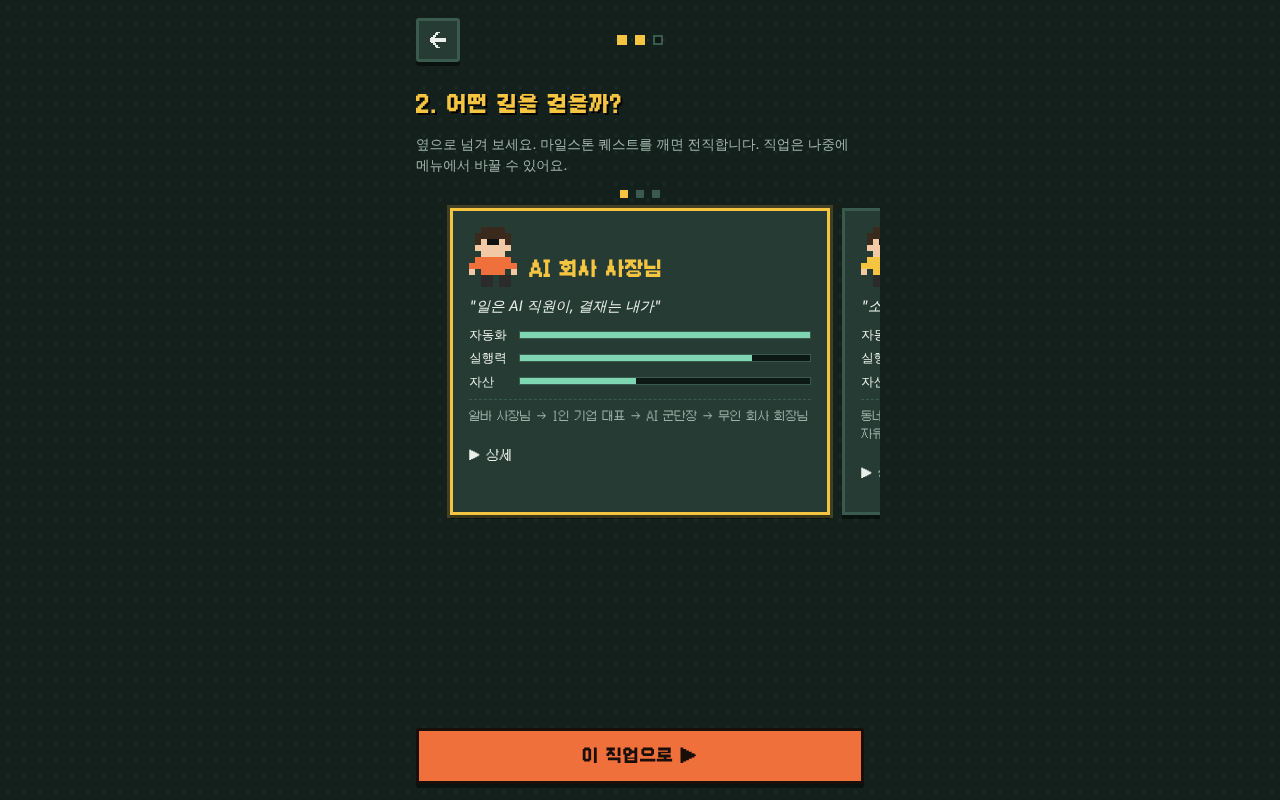 2. 어떤 길을 걸을까?
옆으로 넘겨 보세요. 마일스톤 퀘스트를 깨면 전직합니다. 직업은 나중에
메뉴에서 바꿀 수 있어요.
AI 회사 사장님
"일은 AI 직원이, 결재는 내가"
자동화
실행력
자산
알바 사장님 → 1인 기업 대표 → AI 군단장 → 무인 회사 회장님
▶ 상세
이 직업으로 ▶